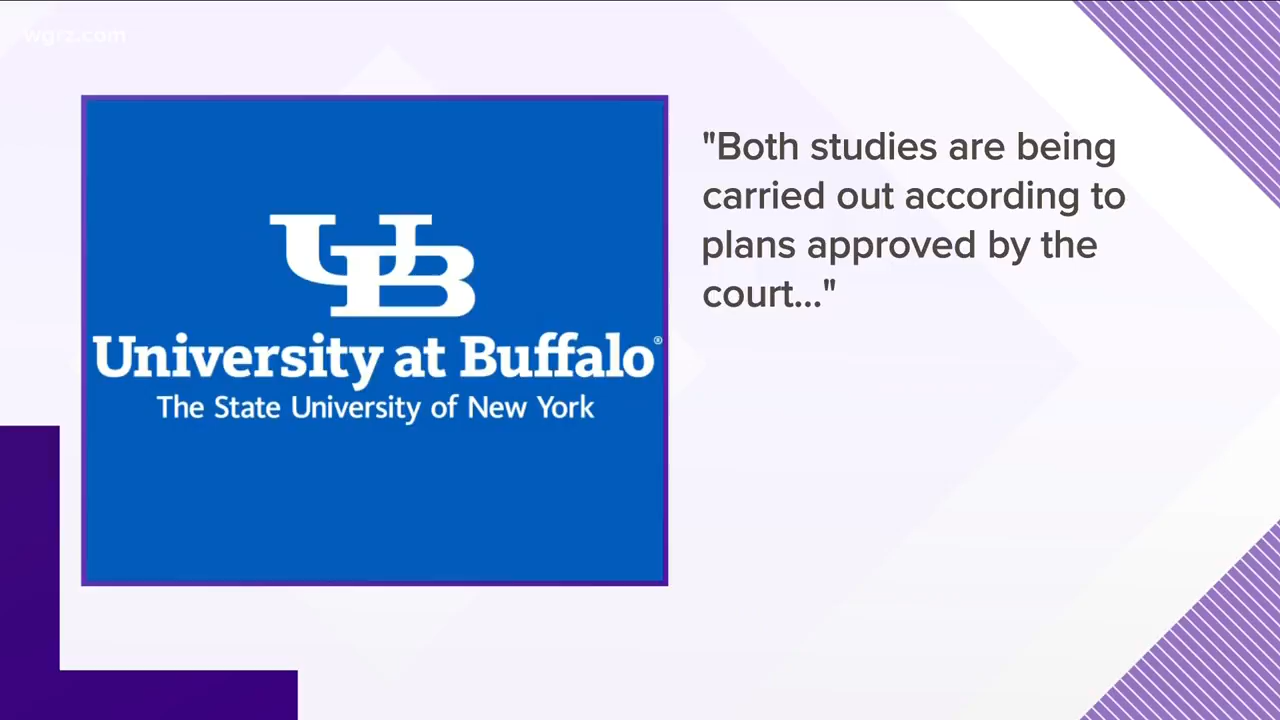 wgrz.com
UB
University at Buffalo®
The State University of New York
"Both studies are being
carried out according to
plans approved by the
court..."